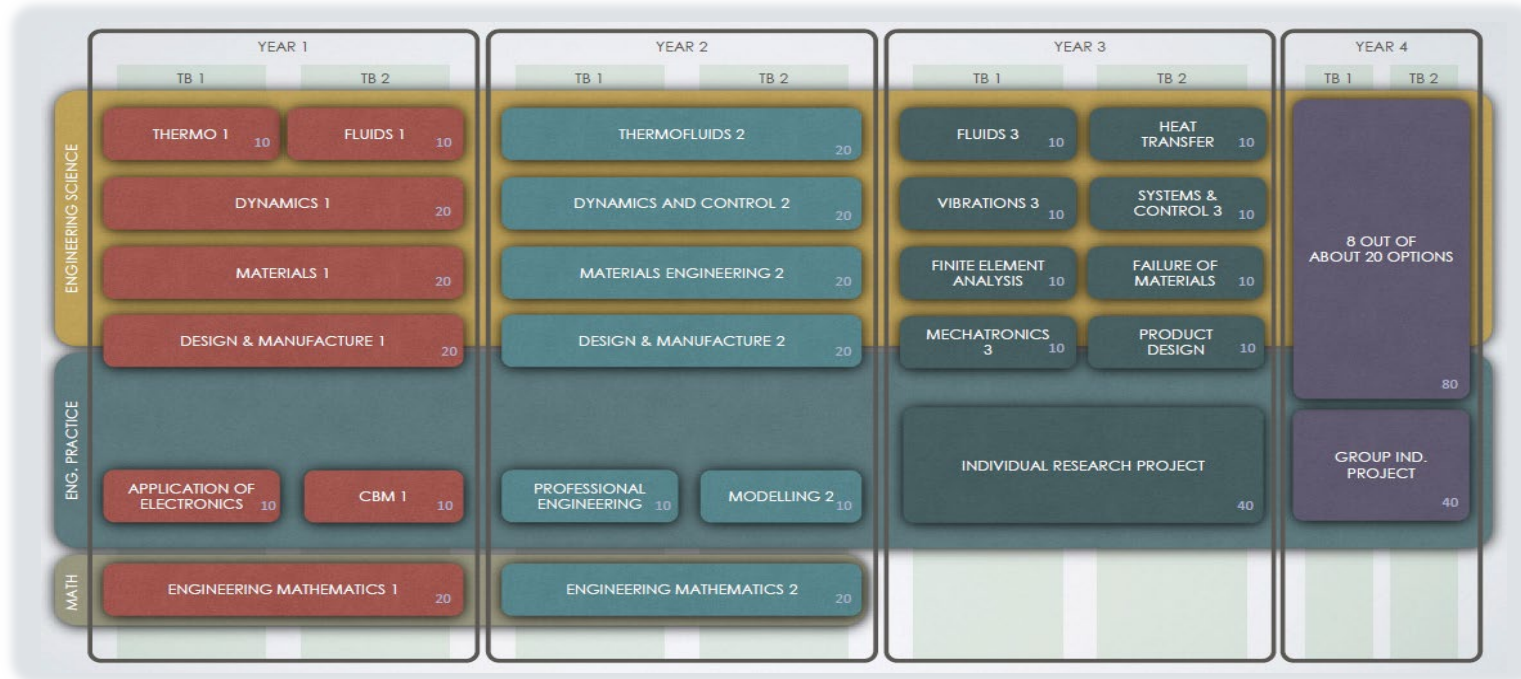 YEAR 1
YEAR 2
YEAR 3
YEAR 4
TB 1
TB 2
TB 1
TB 2
TB 1
TB 2
TB 1
TB 2
ENGINEERING SCIENCE
THERMO 1
10
FLUIDS 1
10
THERMOFLUIDS 2
20
FLUIDS 3
10
HEAT
TRANSFER
10
DYNAMICS 1
20
DYNAMICS AND CONTROL 2
20
VIBRATIONS 3
10
SYSTEMS &
CONTROL 3
10
MATERIALS 1
20
MATERIALS ENGINEERING 2
20
FINITE ELEMENT
ANALYSIS
10
FAILURE OF
MATERIALS
10
8 OUT OF
ABOUT 20 OPTIONS
80
DESIGN & MANUFACTURE 1
20
DESIGN & MANUFACTURE 2
20
MECHATRONICS
3
10
PRODUCT
DESIGN
10
ENG. PRACTICE
APPLICATION OF
ELECTRONICS
10
CBM 1
10
PROFESSIONAL
ENGINEERING
10
MODELLING 2
10
INDIVIDUAL RESEARCH PROJECT
40
GROUP IND.
PROJECT
40
MATH
ENGINEERING MATHEMATICS 1
20
ENGINEERING MATHEMATICS 2
20